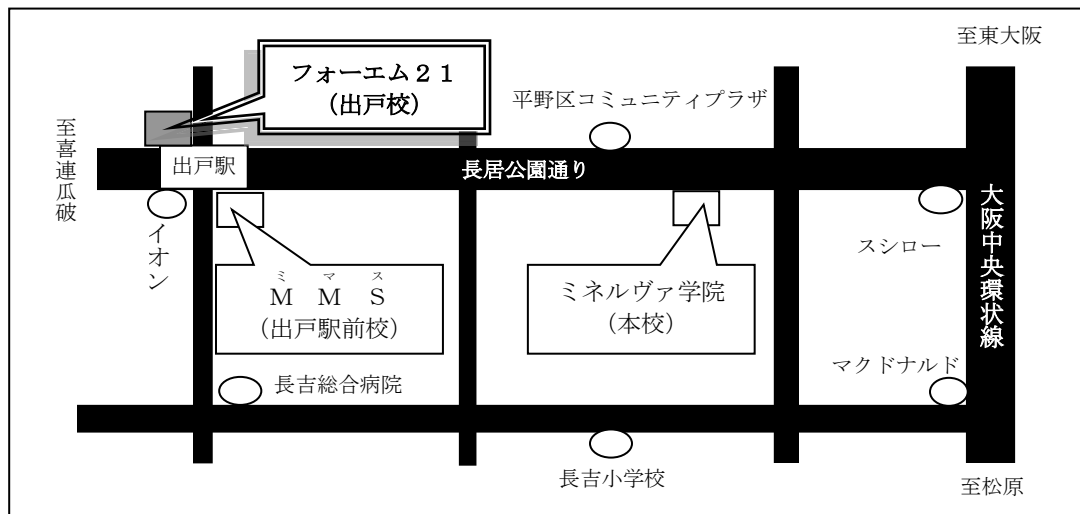 至東大阪
フォーエム２１
（出戸校）
平野区コミュニティプラザ
至喜連瓜破
出戸駅
長居公園通り
大阪中央環状線
イオン
スシロー
ミ マ ス
Ｍ Ｍ Ｓ
（出戸駅前校）
ミネルヴァ学院
（本校）
マクドナルド
長吉総合病院
長吉小学校
至松原